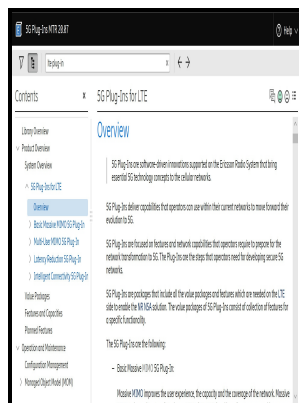 5G Plug-Ins MTR 28.87
Help
lte plug-in
Contents
5G Plug-Ins for LTE
Library Overview
Product Overview
System Overview
5G Plug-Ins for LTE
Overview
Basic Massive MIMO 5G Plug-In
Multi-User MIMO 5G Plug-In
Latency Reduction 5G Plug-In
Intelligent Connectivity 5G Plug-In
Value Packages
Features and Capacities
Planned Features
Operation and Maintenance
Configuration Management
Managed Object Model (MOM)
Overview
5G Plug-Ins are software-driven innovations supported on the Ericsson Radio System that bring
essential 5G technology concepts to the cellular networks.
5G Plug-Ins deliver capabilities that operators can use within their current networks to move forward their
evolution to 5G.
5G Plug-Ins are focused on features and network capabilities that operators require to prepare for the
network transformation to 5G. The Plug-Ins are the steps that operators need for developing secure 5G
networks.
5G Plug-Ins are packages that include all the value packages and features which are needed on the LTE
side to enable the NR NSA solution. The value packages of 5G Plug-Ins consist of collection of features for
a specific functionality.
The 5G Plug-Ins are the following:
– Basic Massive MIMO 5G Plug-In:
Massive MIMO improves the user experience, the capacity and the coverage of the network. Massive